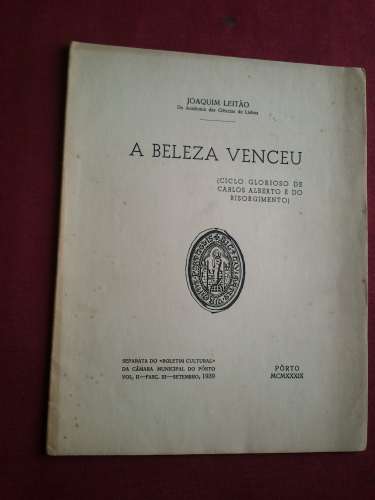 JOAQUIM LEITÃO
Da Academia das Ciências de Lisboa
A BELEZA VENCEU
(CICLO GLORIOSO DE
CARLOS ALBERTO E DO
RISORGIMENTO)
SEPARATA DO «BOLETIM CULTURAL»
DA CÂMARA MUNICIPAL DO PÔRTO
VOL. II—FASC. III—SETEMBRO, 1939
PÔRTO
MCMXXXIX